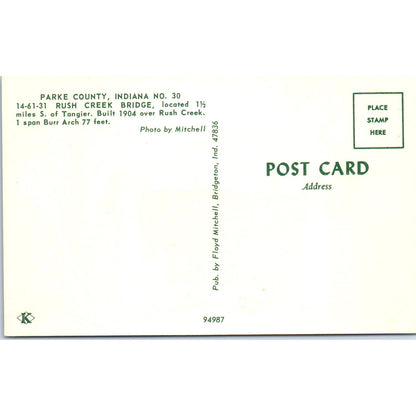 PARKE COUNTY, INDIANA NO. 30
14-61-31 RUSH CREEK BRIDGE, located 1½
miles S. of Tangier. Built 1904 over Rush Creek.
1 span Burr Arch 77 feet.
Photo by Mitchell
Pub. by Floyd Mitchell, Bridgeton, Ind. 47836
PLACE
STAMP
HERE
POST CARD
Address
K
94987